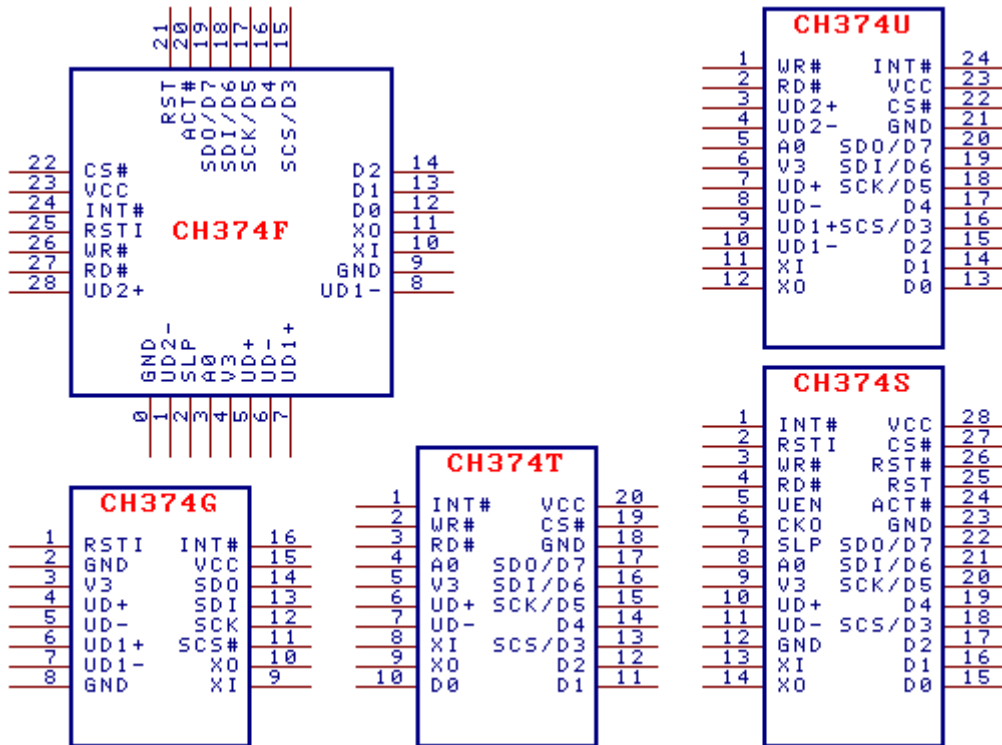 CH374F
21 20 19 18 17 16 15
RST ACT# SDO/D7 SDI/D6 SCK/D5 D4 SCS/D3
22 CS# D2 14
23 VCC D1 13
24 INT# D0 12
25 RSTI XO 11
26 WR# XI 10
27 RD# GND 9
28 UD2+ UD1- 8
GND UD2- SLP A0 V3 UD+ UD- UD1+
0 1 2 3 4 5 6 7
CH374U
1 WR# INT# 24
2 RD# VCC 23
3 UD2+ CS# 22
4 UD2- GND 21
5 A0 SDO/D7 20
6 V3 SDI/D6 19
7 UD+ SCK/D5 18
8 UD- D4 17
9 UD1+ SCS/D3 16
10 UD1- D2 15
11 XI D1 14
12 XO D0 13
CH374G
1 RSTI INT# 16
2 GND VCC 15
3 V3 SDO 14
4 UD+ SDI 13
5 UD- SCK 12
6 UD1+ SCS# 11
7 UD1- XO 10
8 GND XI 9
CH374T
1 INT# VCC 20
2 WR# CS# 19
3 RD# GND 18
4 A0 SDO/D7 17
5 V3 SDI/D6 16
6 UD+ SCK/D5 15
7 UD- D4 14
8 XI SCS/D3 13
9 XO D2 12
10 D0 D1 11
CH374S
1 INT# VCC 28
2 RSTI CS# 27
3 WR# RST# 26
4 RD# RST 25
5 UEN ACT# 24
6 CKO GND 23
7 SLP SDO/D7 22
8 A0 SDI/D6 21
9 V3 SCK/D5 20
10 UD+ D4 19
11 UD- SCS/D3 18
12 GND D2 17
13 XI D1 16
14 XO D0 15